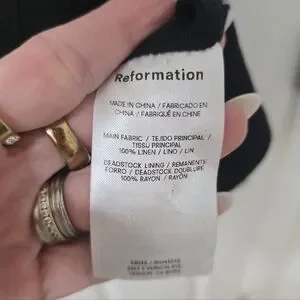 Reformation
MADE IN CHINA / FABRICADO EN
CHINA / FABRIQUÉ EN CHINE
MAIN FABRIC / TEJIDO PRINCIPAL /
TISSU PRINCIPAL
100% LINEN / LINO / LIN
DEADSTOCK LINING / REMANENTE
FORRO / DEADSTOCK DOUBLURE
100% RAYON / RAYÓN